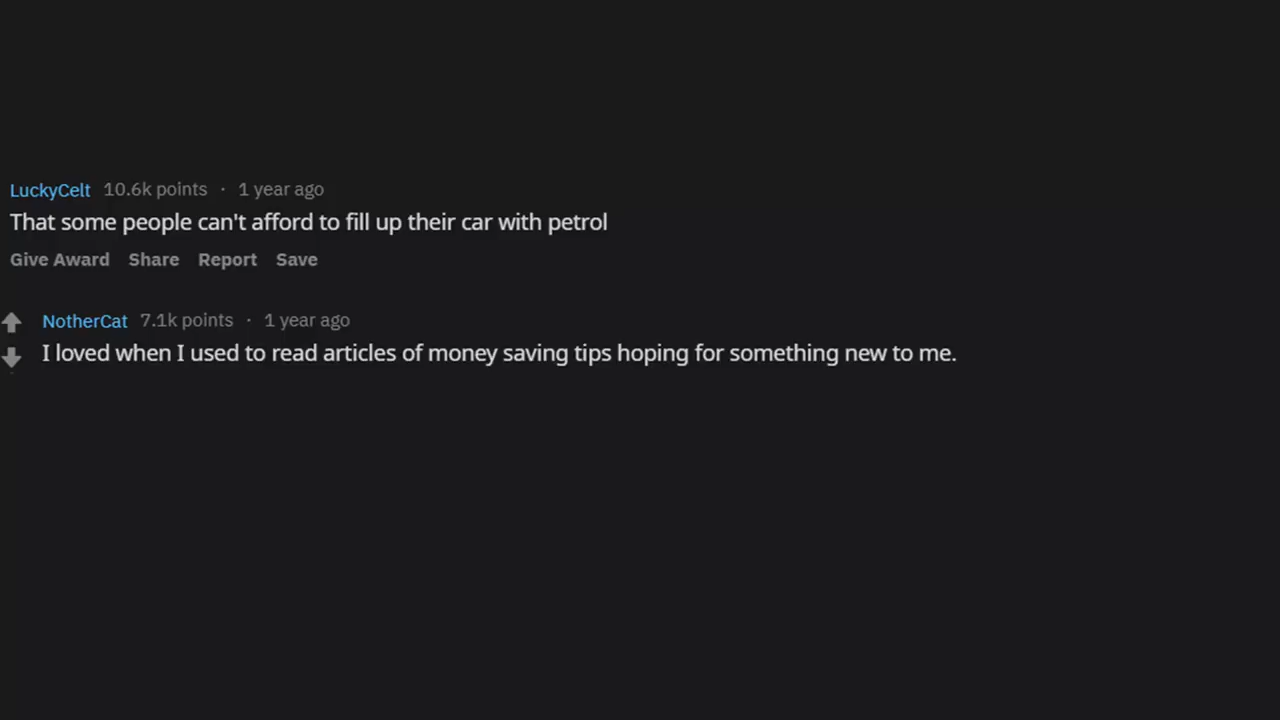 LuckyCelt 10.6k points · 1 year ago
That some people can't afford to fill up their car with petrol
Give Award Share Report Save
NotherCat 7.1k points · 1 year ago
I loved when I used to read articles of money saving tips hoping for something new to me.